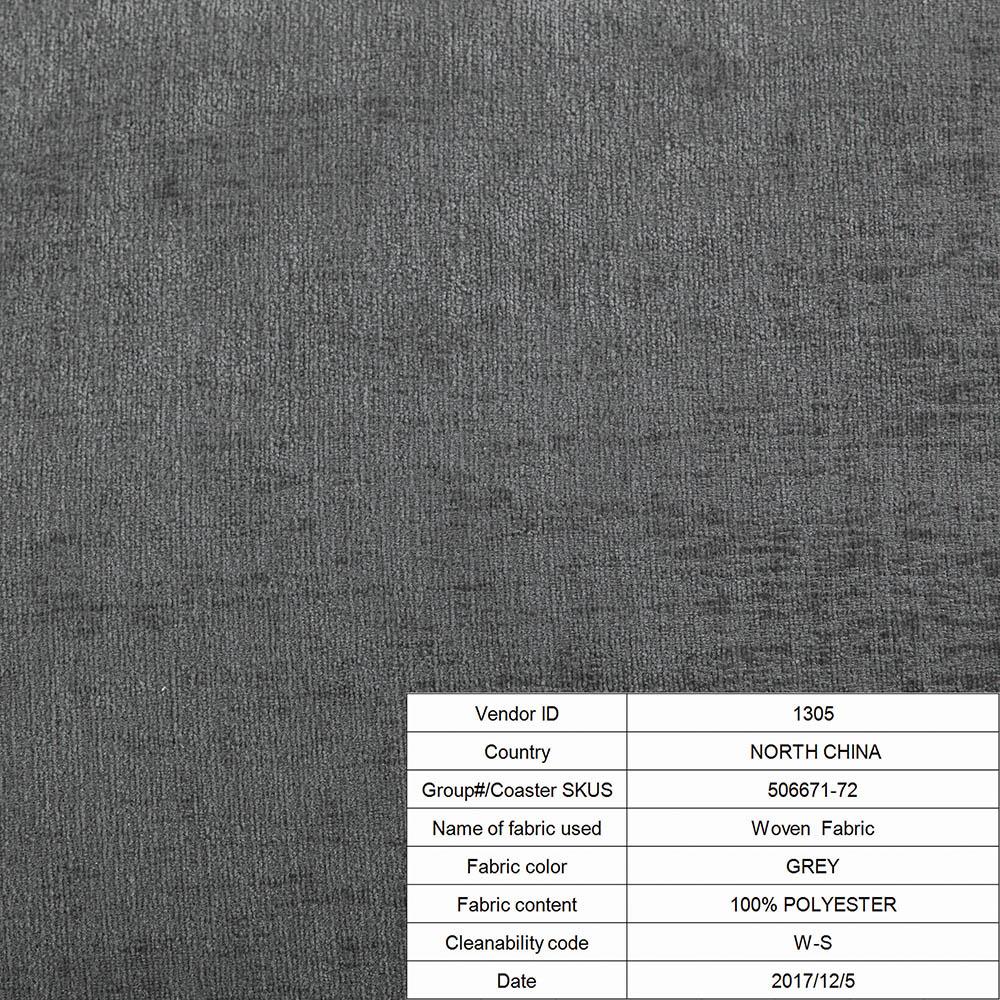 Vendor ID 1305
Country NORTH CHINA
Group#/Coaster SKUS 506671-72
Name of fabric used Woven Fabric
Fabric color GREY
Fabric content 100% POLYESTER
Cleanability code W-S
Date 2017/12/5